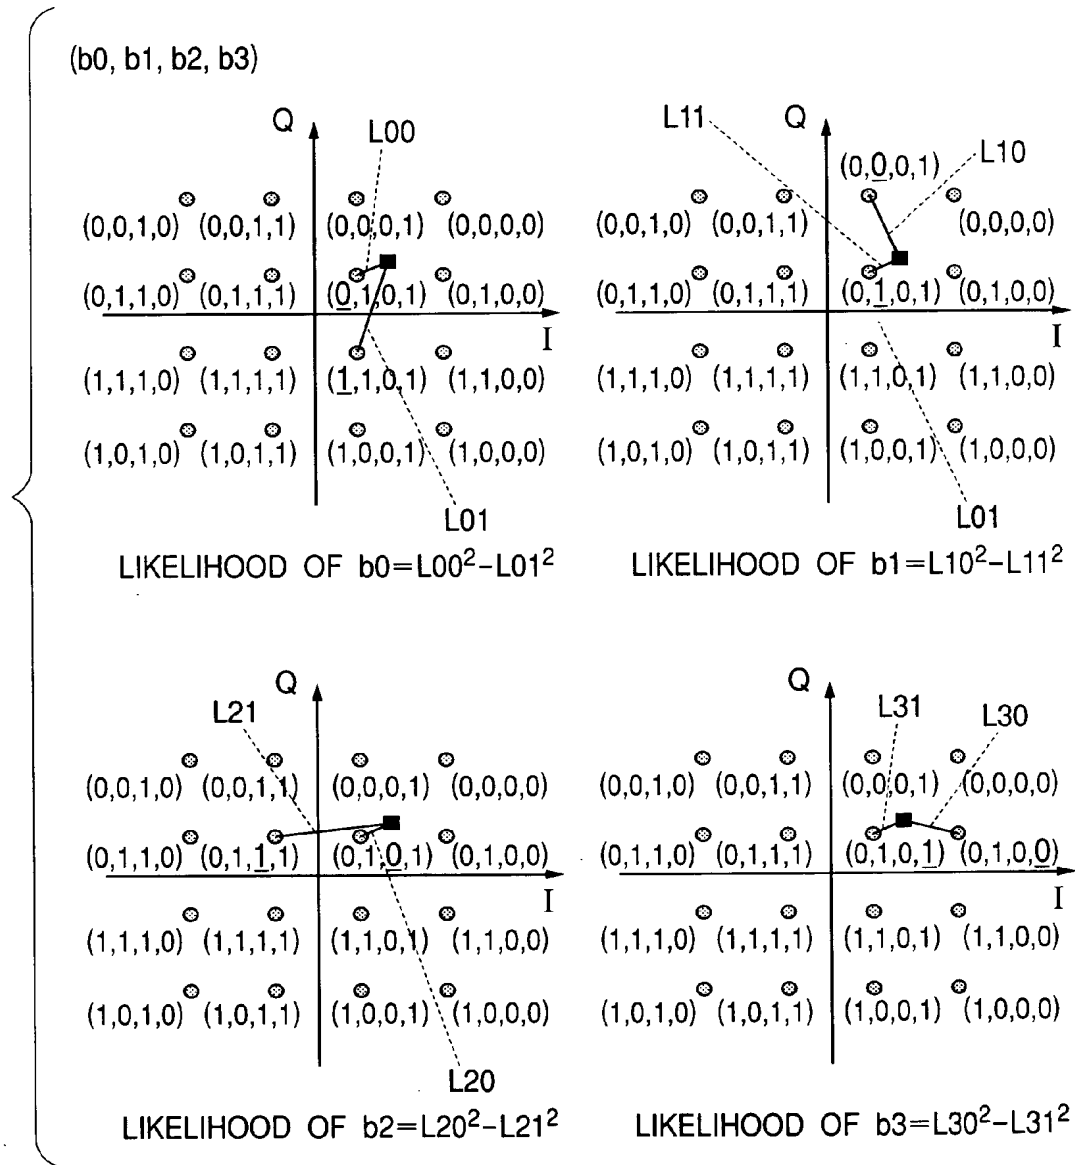 (b0, b1, b2, b3)
Q
L00
(0,0,1,0) (0,0,1,1) (0,0,0,1) (0,0,0,0)
(0,1,1,0) (0,1,1,1) (0,1,0,1) (0,1,0,0)
I
(1,1,1,0) (1,1,1,1) (1,1,0,1) (1,1,0,0)
(1,0,1,0) (1,0,1,1) (1,0,0,1) (1,0,0,0)
L01
LIKELIHOOD OF b0=L00²-L01²
L11
Q
(0,0,0,1)
L10
(0,0,1,0) (0,0,1,1) (0,0,0,0)
(0,1,1,0) (0,1,1,1) (0,1,0,1) (0,1,0,0)
I
(1,1,1,0) (1,1,1,1) (1,1,0,1) (1,1,0,0)
(1,0,1,0) (1,0,1,1) (1,0,0,1) (1,0,0,0)
L01
LIKELIHOOD OF b1=L10²-L11²
Q
L21
(0,0,1,0) (0,0,1,1) (0,0,0,1) (0,0,0,0)
(0,1,1,0) (0,1,1,1) (0,1,0,1) (0,1,0,0)
I
(1,1,1,0) (1,1,1,1) (1,1,0,1) (1,1,0,0)
(1,0,1,0) (1,0,1,1) (1,0,0,1) (1,0,0,0)
L20
LIKELIHOOD OF b2=L20²-L21²
Q
L31
L30
(0,0,1,0) (0,0,1,1) (0,0,0,1) (0,0,0,0)
(0,1,1,0) (0,1,1,1) (0,1,0,1) (0,1,0,0)
I
(1,1,1,0) (1,1,1,1) (1,1,0,1) (1,1,0,0)
(1,0,1,0) (1,0,1,1) (1,0,0,1) (1,0,0,0)
LIKELIHOOD OF b3=L30²-L31²